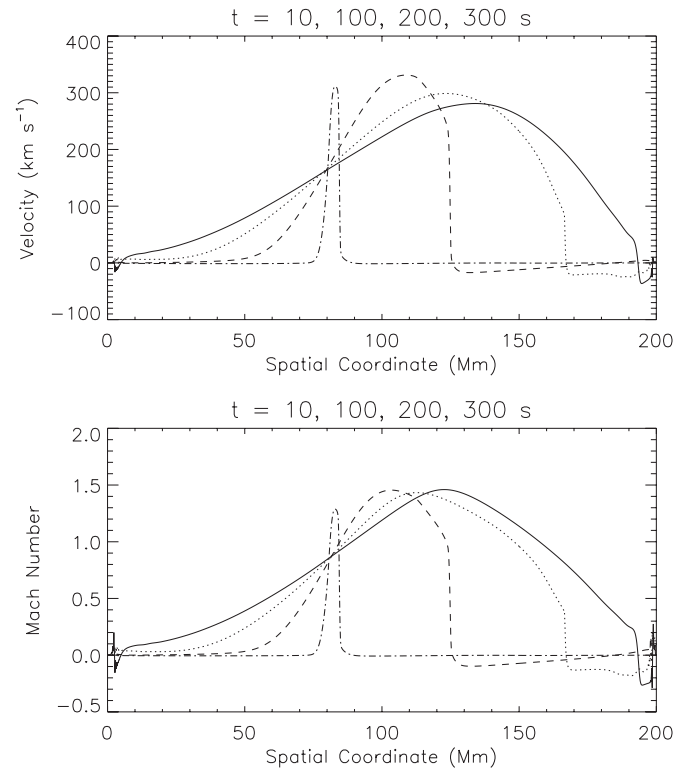 t = 10, 100, 200, 300 s
400
300
200
100
0
−100
Velocity (km s⁻¹)
0 50 100 150 200
Spatial Coordinate (Mm)
t = 10, 100, 200, 300 s
2.0
1.5
1.0
0.5
0.0
−0.5
Mach Number
0 50 100 150 200
Spatial Coordinate (Mm)